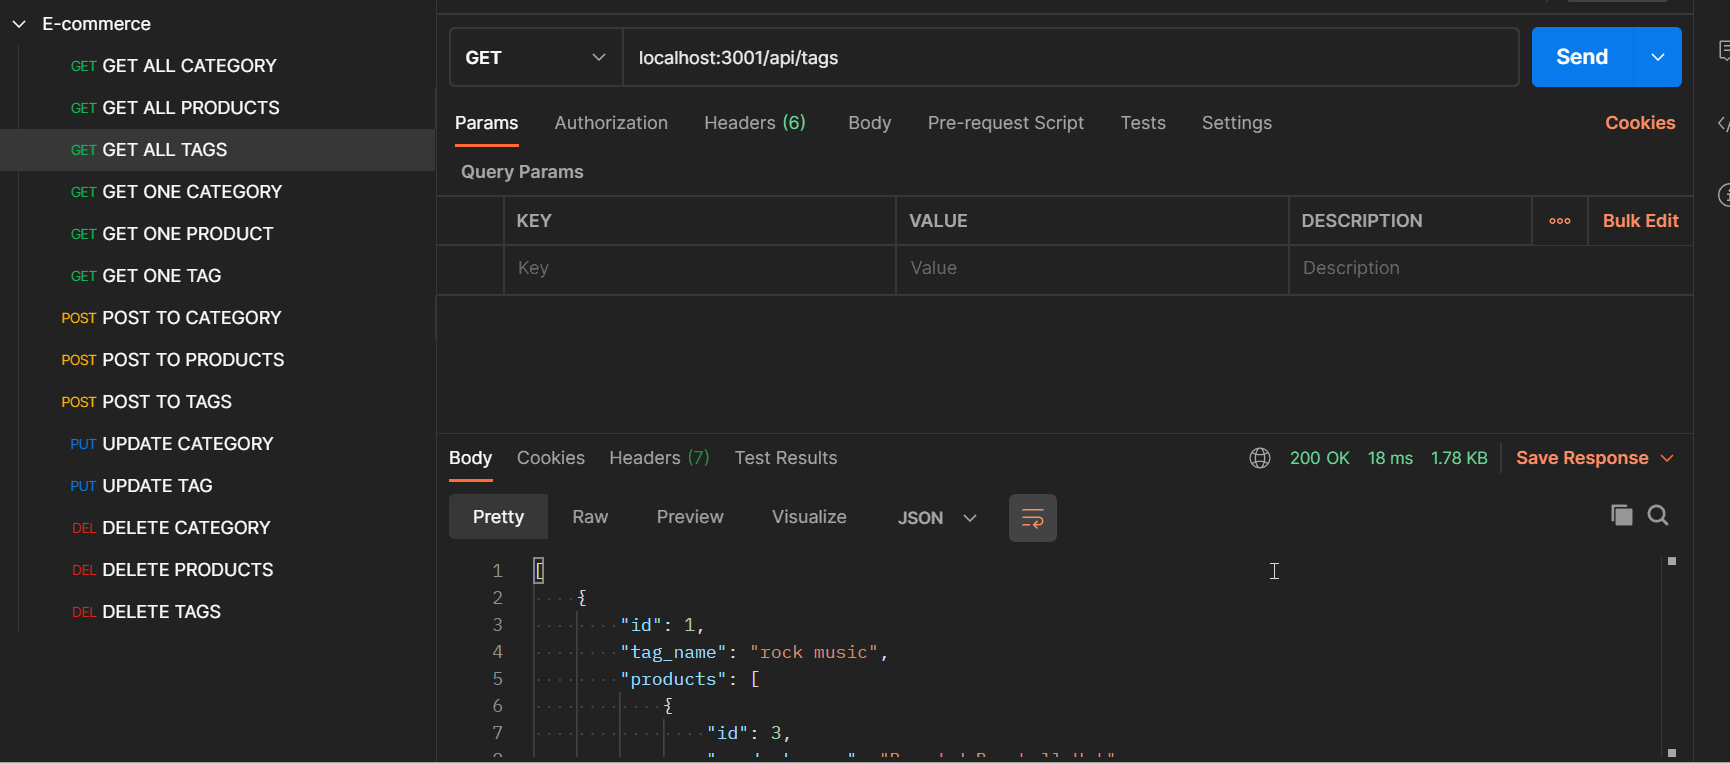 E-commerce
GET GET ALL CATEGORY
GET GET ALL PRODUCTS
GET GET ALL TAGS
GET GET ONE CATEGORY
GET GET ONE PRODUCT
GET GET ONE TAG
POST POST TO CATEGORY
POST POST TO PRODUCTS
POST POST TO TAGS
PUT UPDATE CATEGORY
PUT UPDATE TAG
DEL DELETE CATEGORY
DEL DELETE PRODUCTS
DEL DELETE TAGS
GET localhost:3001/api/tags Send
Params Authorization Headers (6) Body Pre-request Script Tests Settings Cookies
Query Params
KEY VALUE DESCRIPTION ooo Bulk Edit
Key Value Description
Body Cookies Headers (7) Test Results 200 OK 18 ms 1.78 KB Save Response
Pretty Raw Preview Visualize JSON
1 [
2 {
3 "id": 1,
4 "tag_name": "rock music",
5 "products": [
6 {
7 "id": 3,